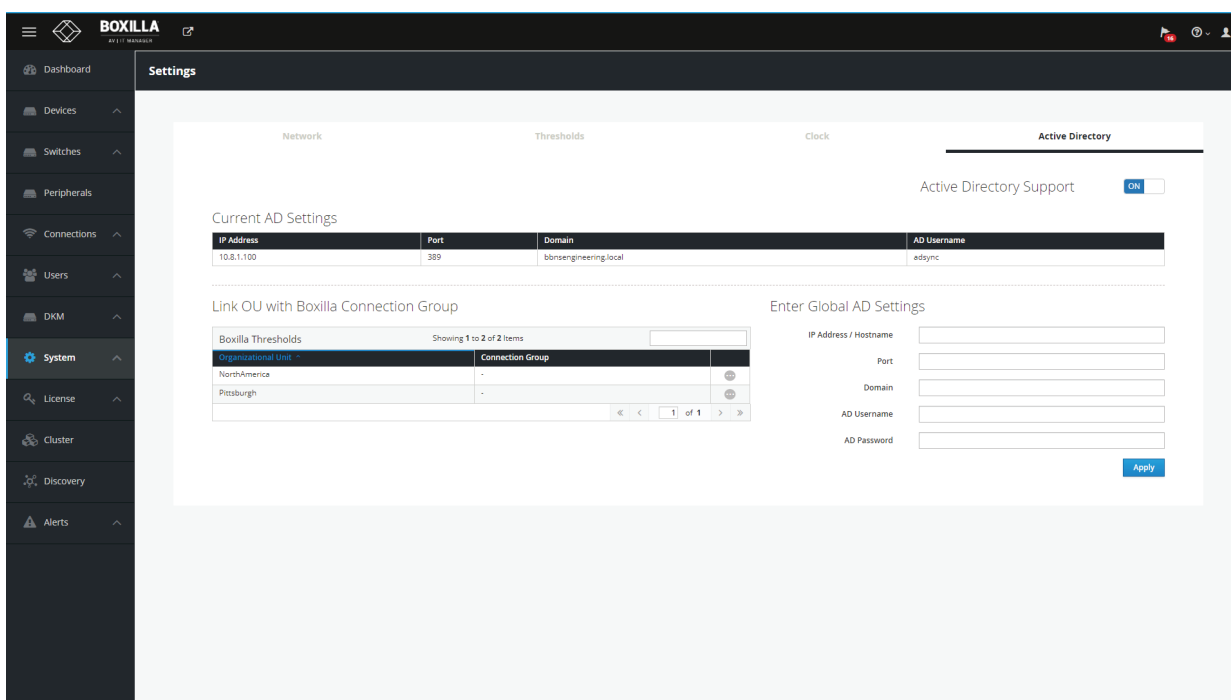 BOXILLA
AV | IT MANAGER
16
Dashboard
Settings
Devices
Switches
Peripherals
Connections
Users
DKM
System
License
Cluster
Discovery
Alerts
Network Thresholds Clock Active Directory
Active Directory Support ON
Current AD Settings
IP Address Port Domain AD Username
10.8.1.100 389 bbnsengineering.local adsync
Link OU with Boxilla Connection Group
Boxilla Thresholds Showing 1 to 2 of 2 Items
Organizational Unit Connection Group
NorthAmerica -
Pittsburgh -
« < 1 of 1 > »
Enter Global AD Settings
IP Address / Hostname
Port
Domain
AD Username
AD Password
Apply